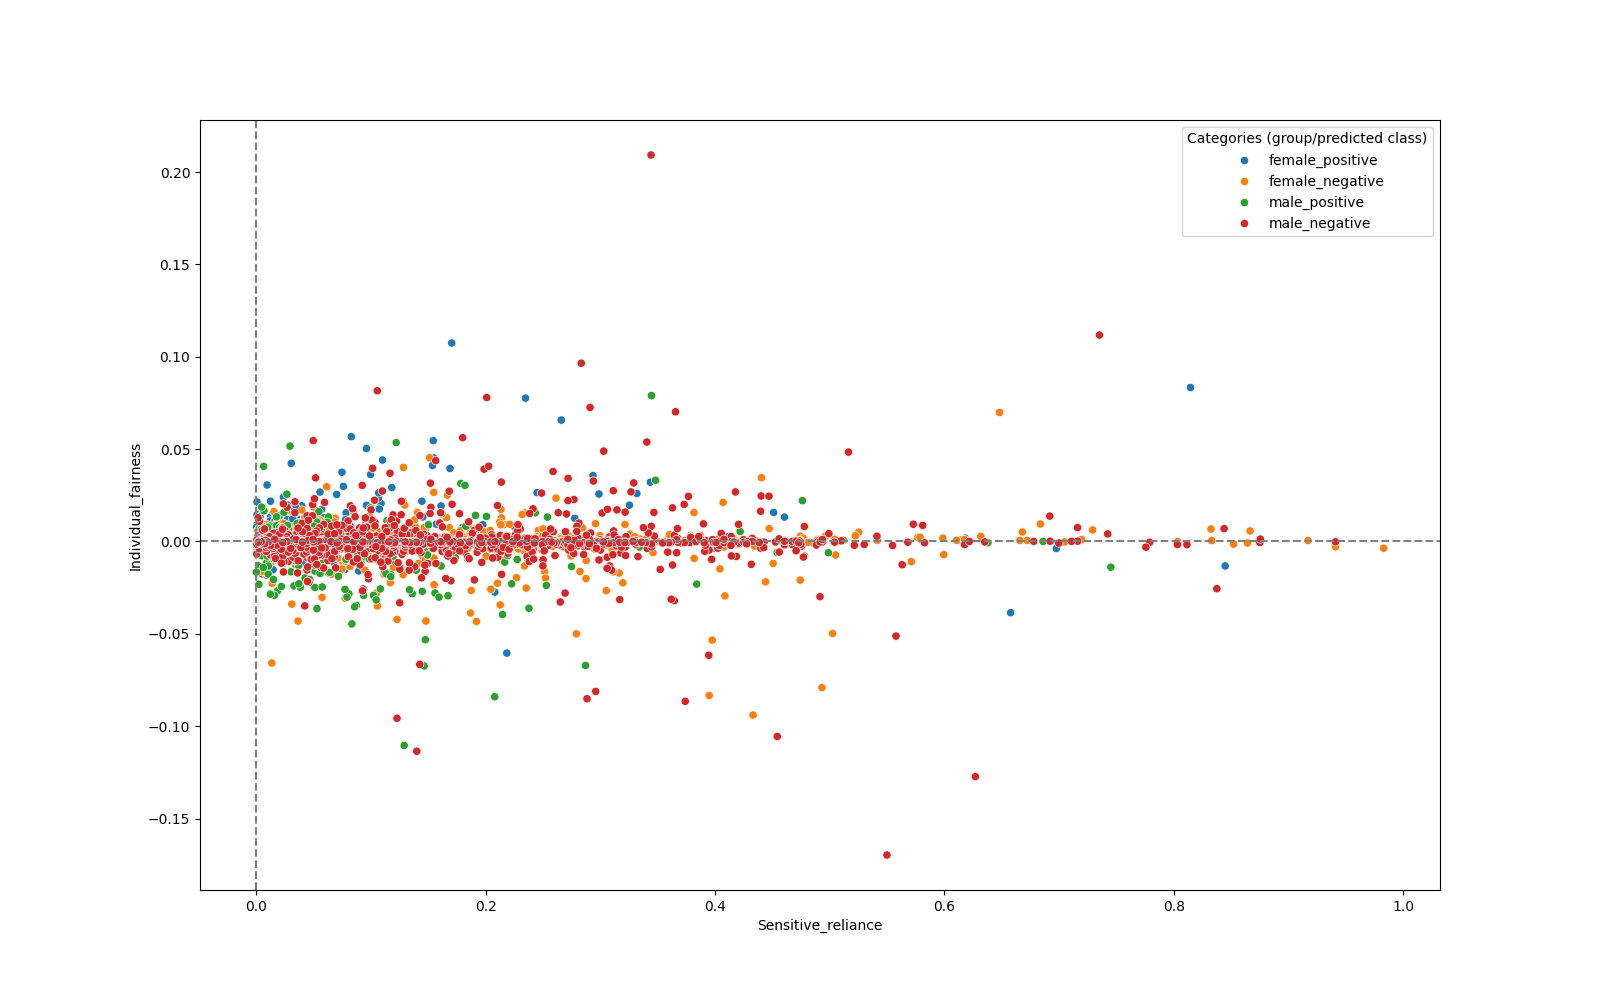 Categories (group/predicted class)
female_positive
female_negative
male_positive
male_negative
0.20
0.15
0.10
0.05
0.00
−0.05
−0.10
−0.15
Individual_fairness
0.0 0.2 0.4 0.6 0.8 1.0
Sensitive_reliance